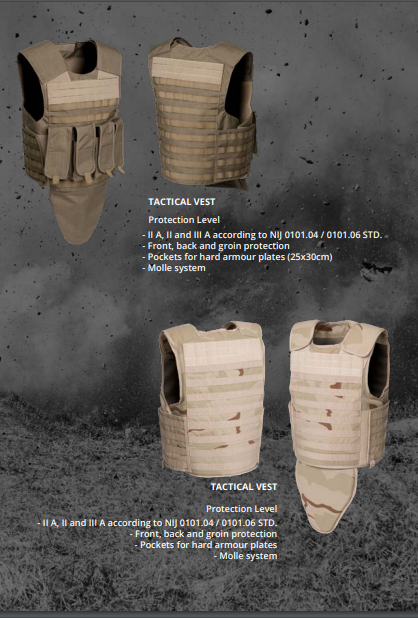 TACTICAL VEST
Protection Level
- II A, II and III A according to NIJ 0101.04 / 0101.06 STD.
- Front, back and groin protection
- Pockets for hard armour plates (25x30cm)
- Molle system
TACTICAL VEST
Protection Level
- II A, II and III A according to NIJ 0101.04 / 0101.06 STD.
- Front, back and groin protection
- Pockets for hard armour plates
- Molle system